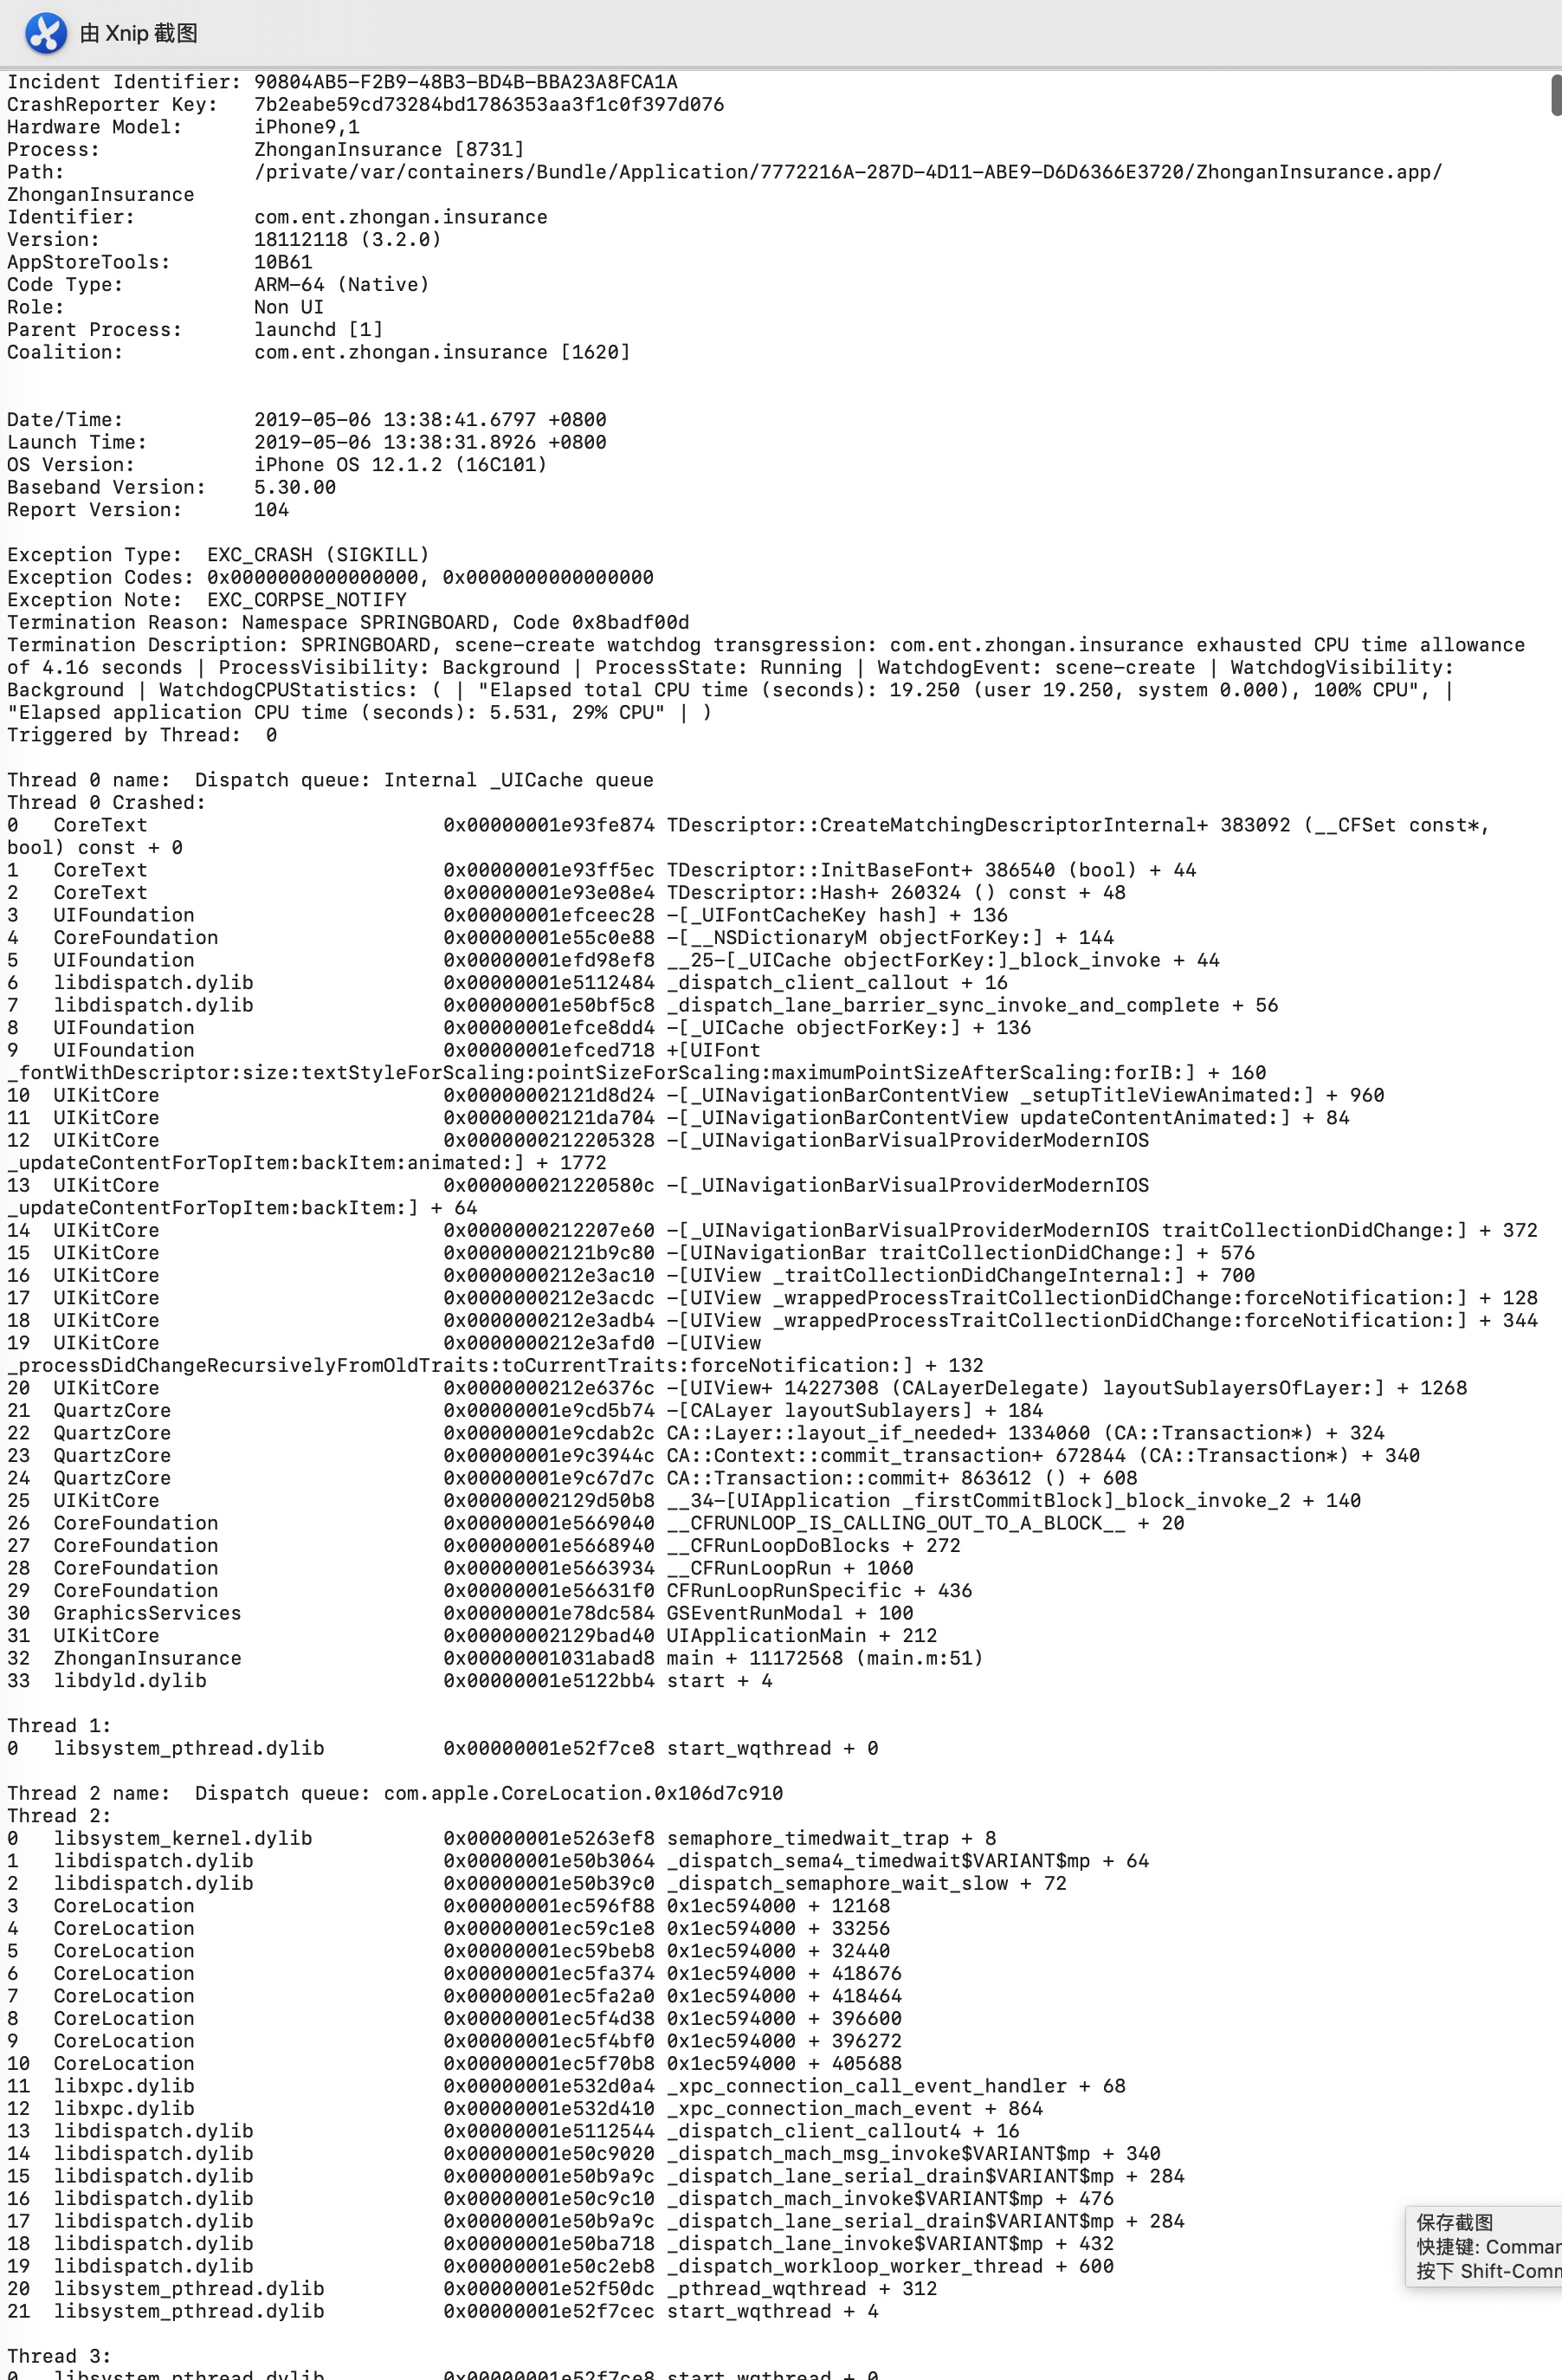 由 Xnip 截图
Incident Identifier: 90804AB5-F2B9-48B3-BD4B-BBA23A8FCA1A
CrashReporter Key:   7b2eabe59cd73284bd1786353aa3f1c0f397d076
Hardware Model:      iPhone9,1
Process:             ZhonganInsurance [8731]
Path:                /private/var/containers/Bundle/Application/7772216A-287D-4D11-ABE9-D6D6366E3720/ZhonganInsurance.app/
ZhonganInsurance
Identifier:          com.ent.zhongan.insurance
Version:             18112118 (3.2.0)
AppStoreTools:       10B61
Code Type:           ARM-64 (Native)
Role:                Non UI
Parent Process:      launchd [1]
Coalition:           com.ent.zhongan.insurance [1620]
Date/Time:           2019-05-06 13:38:41.6797 +0800
Launch Time:         2019-05-06 13:38:31.8926 +0800
OS Version:          iPhone OS 12.1.2 (16C101)
Baseband Version:    5.30.00
Report Version:      104
Exception Type:  EXC_CRASH (SIGKILL)
Exception Codes: 0x0000000000000000, 0x0000000000000000
Exception Note:  EXC_CORPSE_NOTIFY
Termination Reason: Namespace SPRINGBOARD, Code 0x8badf00d
Termination Description: SPRINGBOARD, scene-create watchdog transgression: com.ent.zhongan.insurance exhausted CPU time allowance
of 4.16 seconds | ProcessVisibility: Background | ProcessState: Running | WatchdogEvent: scene-create | WatchdogVisibility:
Background | WatchdogCPUStatistics: ( | "Elapsed total CPU time (seconds): 19.250 (user 19.250, system 0.000), 100% CPU", |
"Elapsed application CPU time (seconds): 5.531, 29% CPU" | )
Triggered by Thread:  0
Thread 0 name:  Dispatch queue: Internal _UICache queue
Thread 0 Crashed:
0   CoreText                         0x00000001e93fe874 TDescriptor::CreateMatchingDescriptorInternal+ 383092 (__CFSet const*,
bool) const + 0
1   CoreText                         0x00000001e93ff5ec TDescriptor::InitBaseFont+ 386540 (bool) + 44
2   CoreText                         0x00000001e93e08e4 TDescriptor::Hash+ 260324 () const + 48
3   UIFoundation                     0x00000001efceec28 -[_UIFontCacheKey hash] + 136
4   CoreFoundation                   0x00000001e55c0e88 -[__NSDictionaryM objectForKey:] + 144
5   UIFoundation                     0x00000001efd98ef8 __25-[_UICache objectForKey:]_block_invoke + 44
6   libdispatch.dylib                0x00000001e5112484 _dispatch_client_callout + 16
7   libdispatch.dylib                0x00000001e50bf5c8 _dispatch_lane_barrier_sync_invoke_and_complete + 56
8   UIFoundation                     0x00000001efce8dd4 -[_UICache objectForKey:] + 136
9   UIFoundation                     0x00000001efced718 +[UIFont
_fontWithDescriptor:size:textStyleForScaling:pointSizeForScaling:maximumPointSizeAfterScaling:forIB:] + 160
10  UIKitCore                        0x00000002121d8d24 -[_UINavigationBarContentView _setupTitleViewAnimated:] + 960
11  UIKitCore                        0x00000002121da704 -[_UINavigationBarContentView updateContentAnimated:] + 84
12  UIKitCore                        0x0000000212205328 -[_UINavigationBarVisualProviderModernIOS
_updateContentForTopItem:backItem:animated:] + 1772
13  UIKitCore                        0x000000021220580c -[_UINavigationBarVisualProviderModernIOS
_updateContentForTopItem:backItem:] + 64
14  UIKitCore                        0x0000000212207e60 -[_UINavigationBarVisualProviderModernIOS traitCollectionDidChange:] + 372
15  UIKitCore                        0x00000002121b9c80 -[UINavigationBar traitCollectionDidChange:] + 576
16  UIKitCore                        0x0000000212e3ac10 -[UIView _traitCollectionDidChangeInternal:] + 700
17  UIKitCore                        0x0000000212e3acdc -[UIView _wrappedProcessTraitCollectionDidChange:forceNotification:] + 128
18  UIKitCore                        0x0000000212e3adb4 -[UIView _wrappedProcessTraitCollectionDidChange:forceNotification:] + 344
19  UIKitCore                        0x0000000212e3afd0 -[UIView
_processDidChangeRecursivelyFromOldTraits:toCurrentTraits:forceNotification:] + 132
20  UIKitCore                        0x0000000212e6376c -[UIView+ 14227308 (CALayerDelegate) layoutSublayersOfLayer:] + 1268
21  QuartzCore                       0x00000001e9cd5b74 -[CALayer layoutSublayers] + 184
22  QuartzCore                       0x00000001e9cdab2c CA::Layer::layout_if_needed+ 1334060 (CA::Transaction*) + 324
23  QuartzCore                       0x00000001e9c3944c CA::Context::commit_transaction+ 672844 (CA::Transaction*) + 340
24  QuartzCore                       0x00000001e9c67d7c CA::Transaction::commit+ 863612 () + 608
25  UIKitCore                        0x00000002129d50b8 __34-[UIApplication _firstCommitBlock]_block_invoke_2 + 140
26  CoreFoundation                   0x00000001e5669040 __CFRUNLOOP_IS_CALLING_OUT_TO_A_BLOCK__ + 20
27  CoreFoundation                   0x00000001e5668940 __CFRunLoopDoBlocks + 272
28  CoreFoundation                   0x00000001e5663934 __CFRunLoopRun + 1060
29  CoreFoundation                   0x00000001e56631f0 CFRunLoopRunSpecific + 436
30  GraphicsServices                 0x00000001e78dc584 GSEventRunModal + 100
31  UIKitCore                        0x00000002129bad40 UIApplicationMain + 212
32  ZhonganInsurance                 0x00000001031abad8 main + 11172568 (main.m:51)
33  libdyld.dylib                    0x00000001e5122bb4 start + 4
Thread 1:
0   libsystem_pthread.dylib          0x00000001e52f7ce8 start_wqthread + 0
Thread 2 name:  Dispatch queue: com.apple.CoreLocation.0x106d7c910
Thread 2:
0   libsystem_kernel.dylib           0x00000001e5263ef8 semaphore_timedwait_trap + 8
1   libdispatch.dylib                0x00000001e50b3064 _dispatch_sema4_timedwait$VARIANT$mp + 64
2   libdispatch.dylib                0x00000001e50b39c0 _dispatch_semaphore_wait_slow + 72
3   CoreLocation                     0x00000001ec596f88 0x1ec594000 + 12168
4   CoreLocation                     0x00000001ec59c1e8 0x1ec594000 + 33256
5   CoreLocation                     0x00000001ec59beb8 0x1ec594000 + 32440
6   CoreLocation                     0x00000001ec5fa374 0x1ec594000 + 418676
7   CoreLocation                     0x00000001ec5fa2a0 0x1ec594000 + 418464
8   CoreLocation                     0x00000001ec5f4d38 0x1ec594000 + 396600
9   CoreLocation                     0x00000001ec5f4bf0 0x1ec594000 + 396272
10  CoreLocation                     0x00000001ec5f70b8 0x1ec594000 + 405688
11  libxpc.dylib                     0x00000001e532d0a4 _xpc_connection_call_event_handler + 68
12  libxpc.dylib                     0x00000001e532d410 _xpc_connection_mach_event + 864
13  libdispatch.dylib                0x00000001e5112544 _dispatch_client_callout4 + 16
14  libdispatch.dylib                0x00000001e50c9020 _dispatch_mach_msg_invoke$VARIANT$mp + 340
15  libdispatch.dylib                0x00000001e50b9a9c _dispatch_lane_serial_drain$VARIANT$mp + 284
16  libdispatch.dylib                0x00000001e50c9c10 _dispatch_mach_invoke$VARIANT$mp + 476
17  libdispatch.dylib                0x00000001e50b9a9c _dispatch_lane_serial_drain$VARIANT$mp + 284
18  libdispatch.dylib                0x00000001e50ba718 _dispatch_lane_invoke$VARIANT$mp + 432
19  libdispatch.dylib                0x00000001e50c2eb8 _dispatch_workloop_worker_thread + 600
20  libsystem_pthread.dylib          0x00000001e52f50dc _pthread_wqthread + 312
21  libsystem_pthread.dylib          0x00000001e52f7cec start_wqthread + 4
保存截图
快捷键: Comman
按下 Shift-Comm
Thread 3:
0   libsystem_pthread.dylib          0x00000001e52f7ce8 start_wqthread + 0